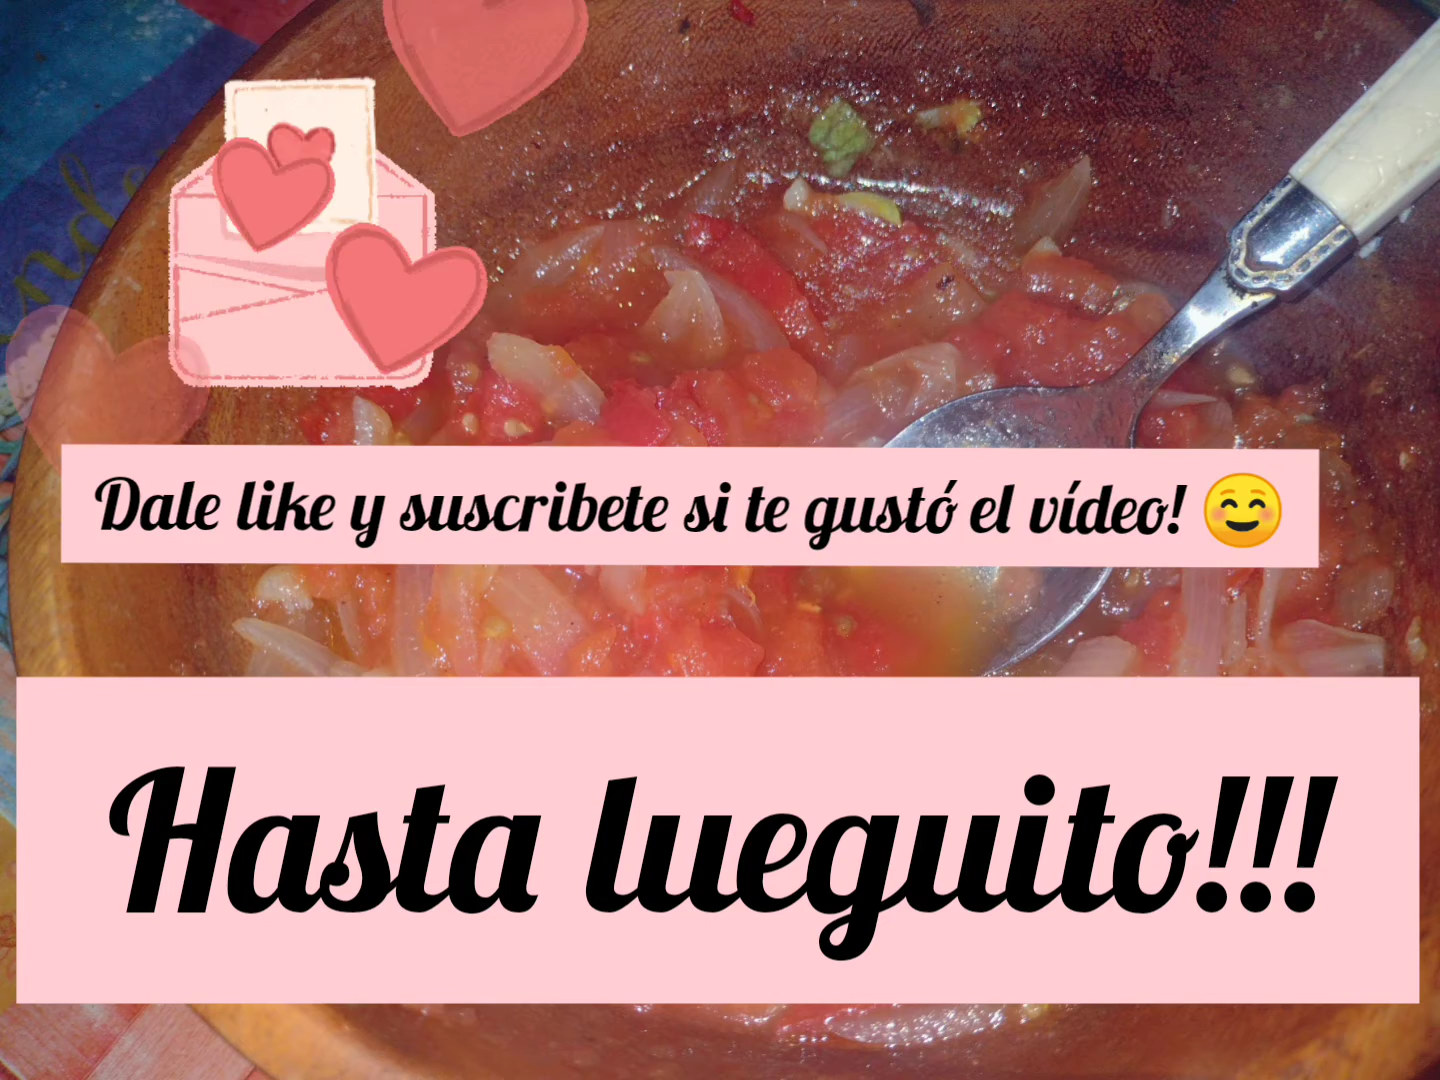 Dale like y suscribete si te gustó el vídeo! ☺️
Hasta lueguito!!!